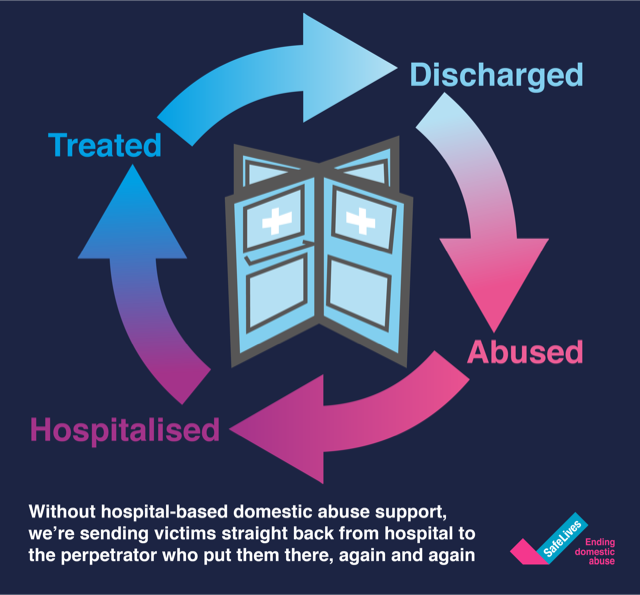 Discharged
Treated
Abused
Hospitalised
Without hospital-based domestic abuse support,
we're sending victims straight back from hospital to
the perpetrator who put them there, again and again
SafeLives
Ending
domestic
abuse